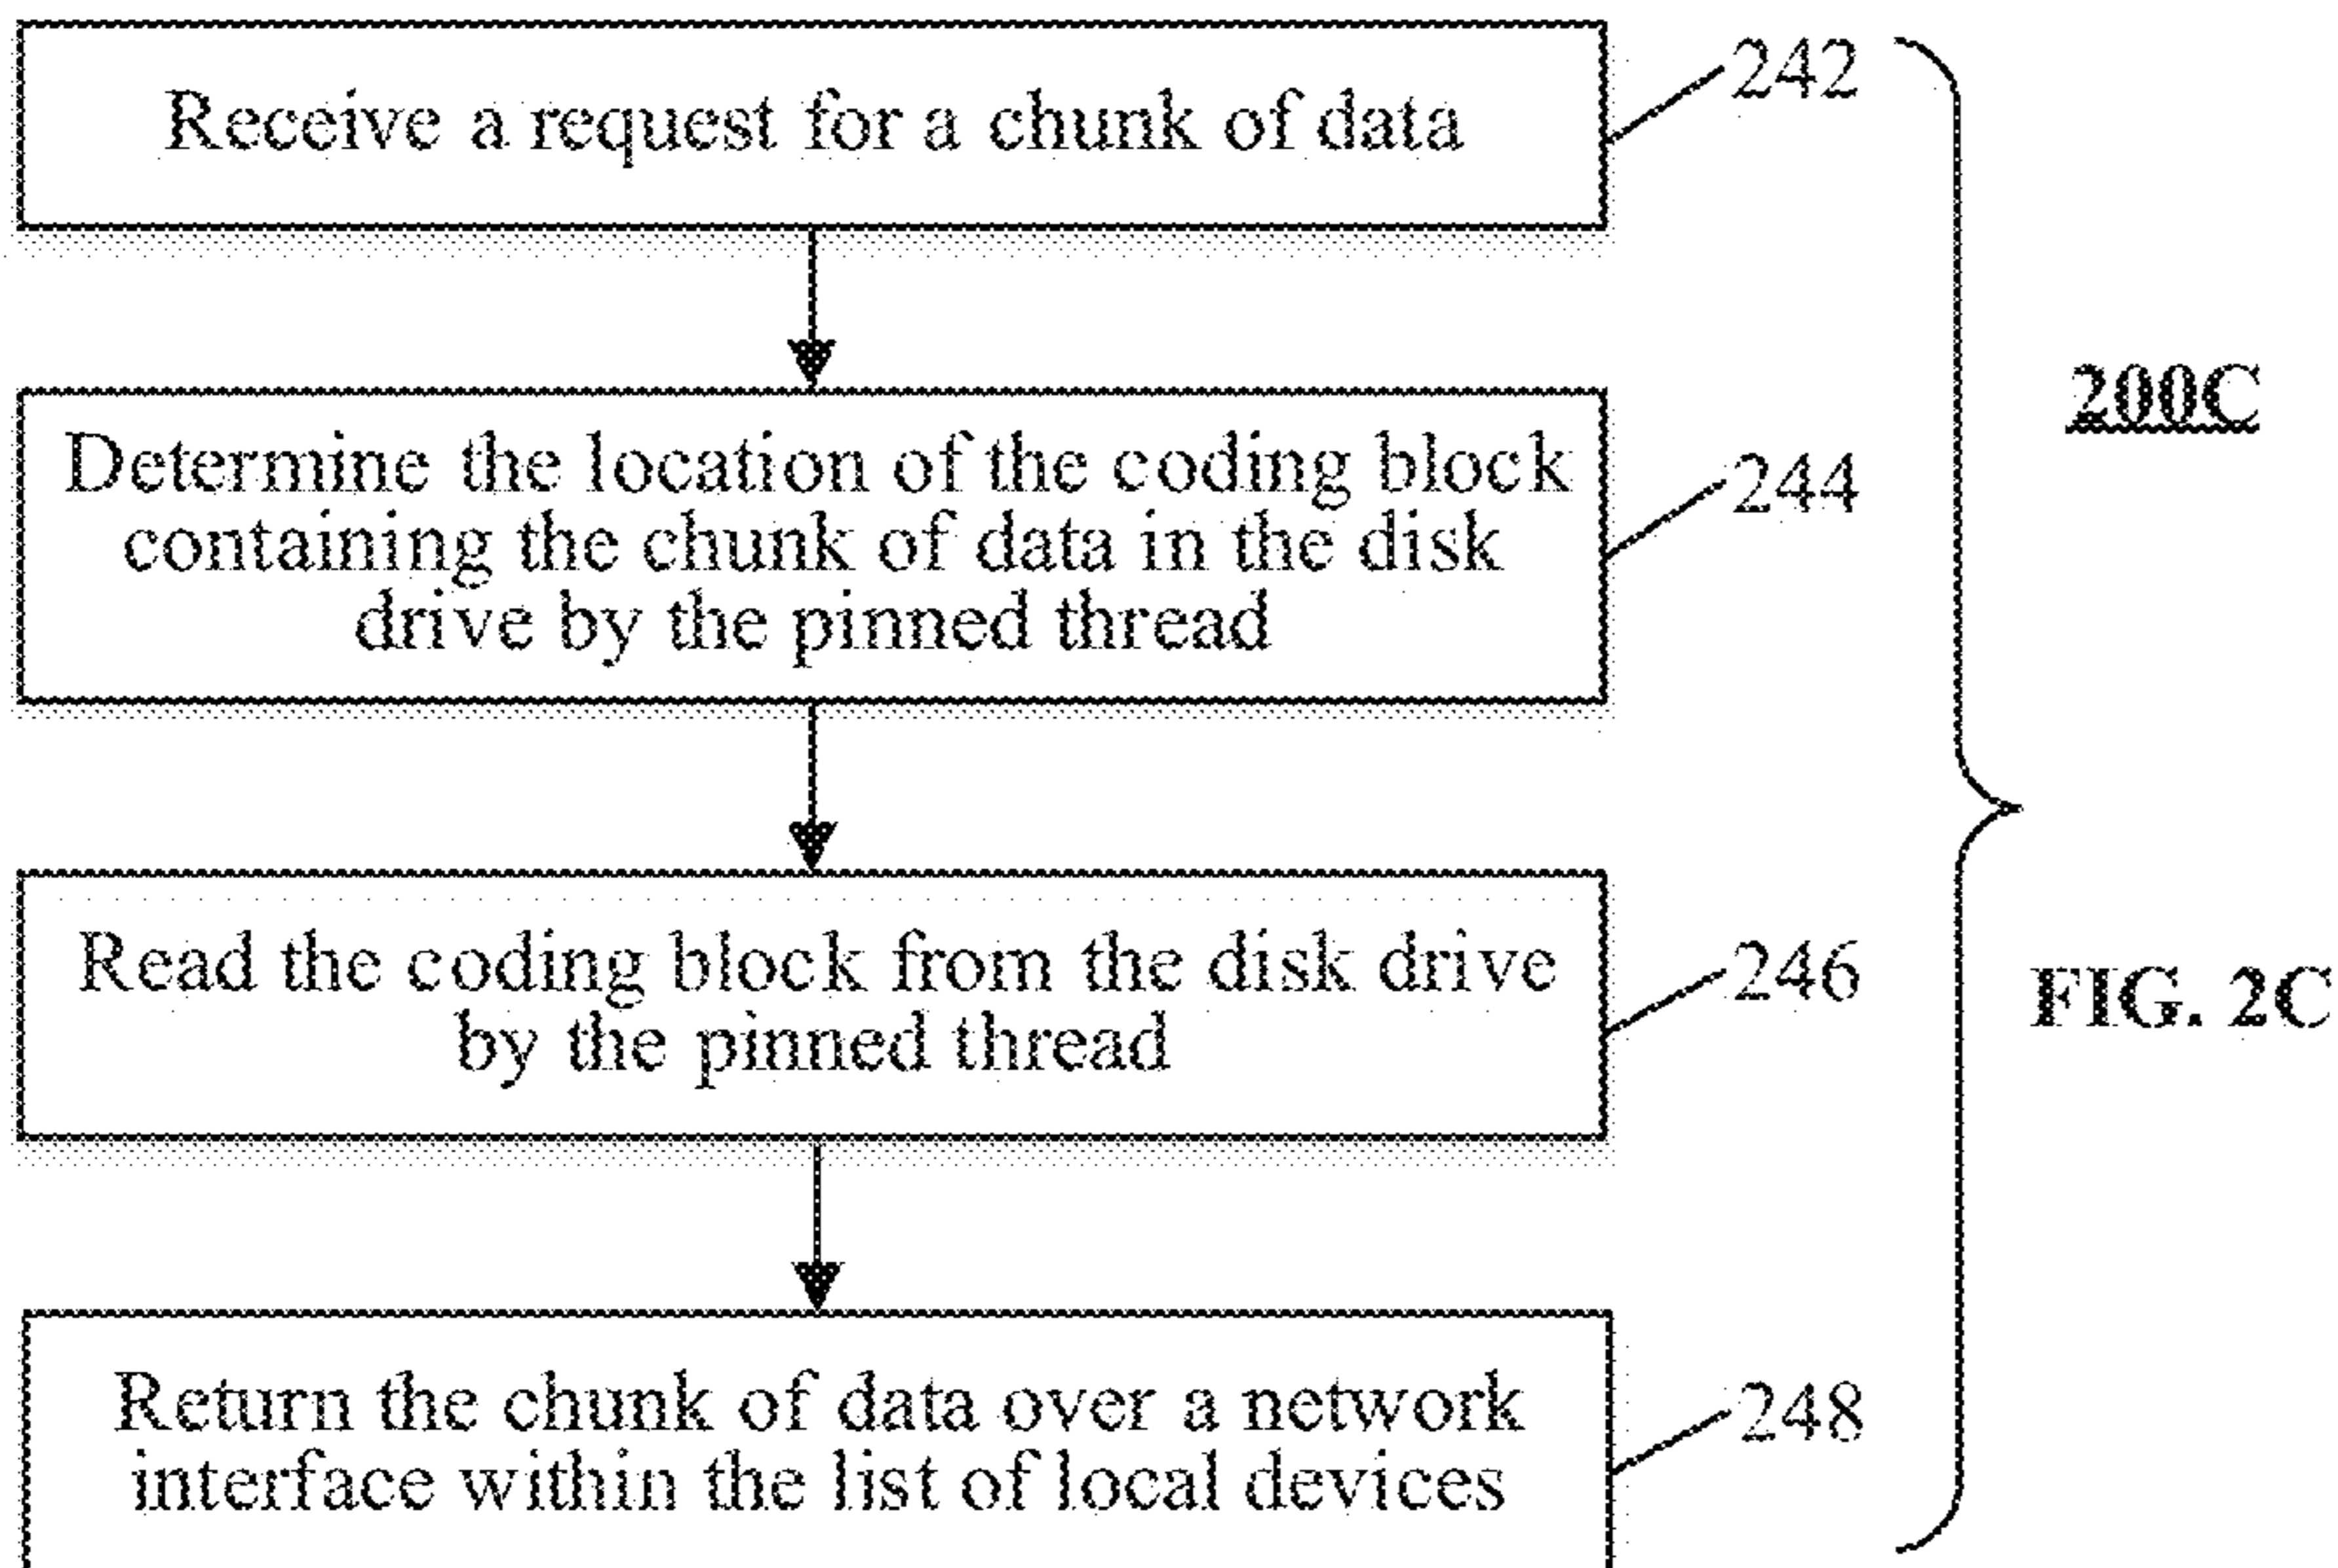 Receive a request for a chunk of data
242
Determine the location of the coding block
containing the chunk of data in the disk
drive by the pinned thread
244
Read the coding block from the disk drive
by the pinned thread
246
Return the chunk of data over a network
interface within the list of local devices
248
200C
FIG. 2C